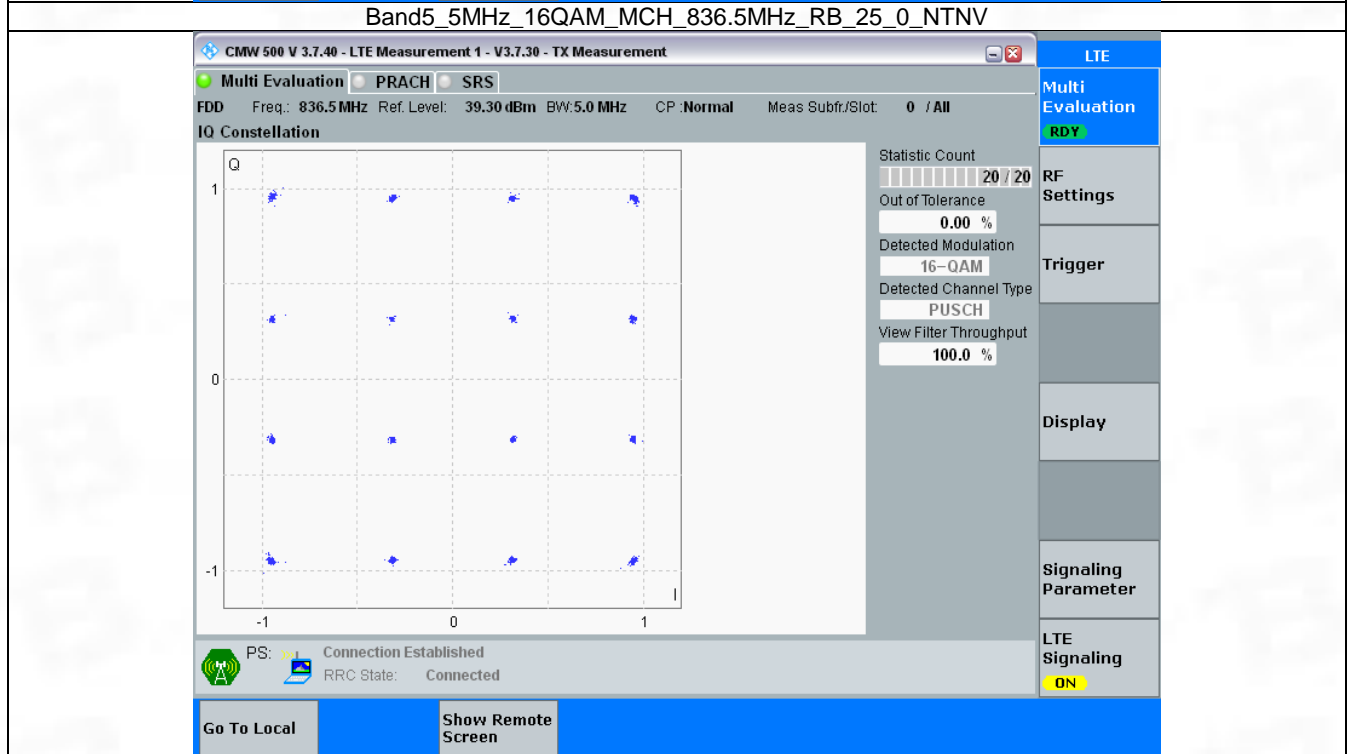 Band5_5MHz_16QAM_MCH_836.5MHz_RB_25_0_NTNV
CMW 500 V 3.7.40 - LTE Measurement 1 - V3.7.30 - TX Measurement
LTE
Multi Evaluation PRACH SRS
Multi
Evaluation
RDY
FDD Freq.: 836.5 MHz Ref. Level: 39.30 dBm BW: 5.0 MHz CP :Normal Meas Subfr./Slot: 0 / All
IQ Constellation
Q
1
0
-1
I
-1 0 1
Statistic Count
20 / 20
Out of Tolerance
0.00 %
Detected Modulation
16-QAM
Detected Channel Type
PUSCH
View Filter Throughput
100.0 %
RF
Settings
Trigger
Display
Signaling
Parameter
LTE
Signaling
ON
PS: Connection Established
RRC State: Connected
Go To Local
Show Remote
Screen